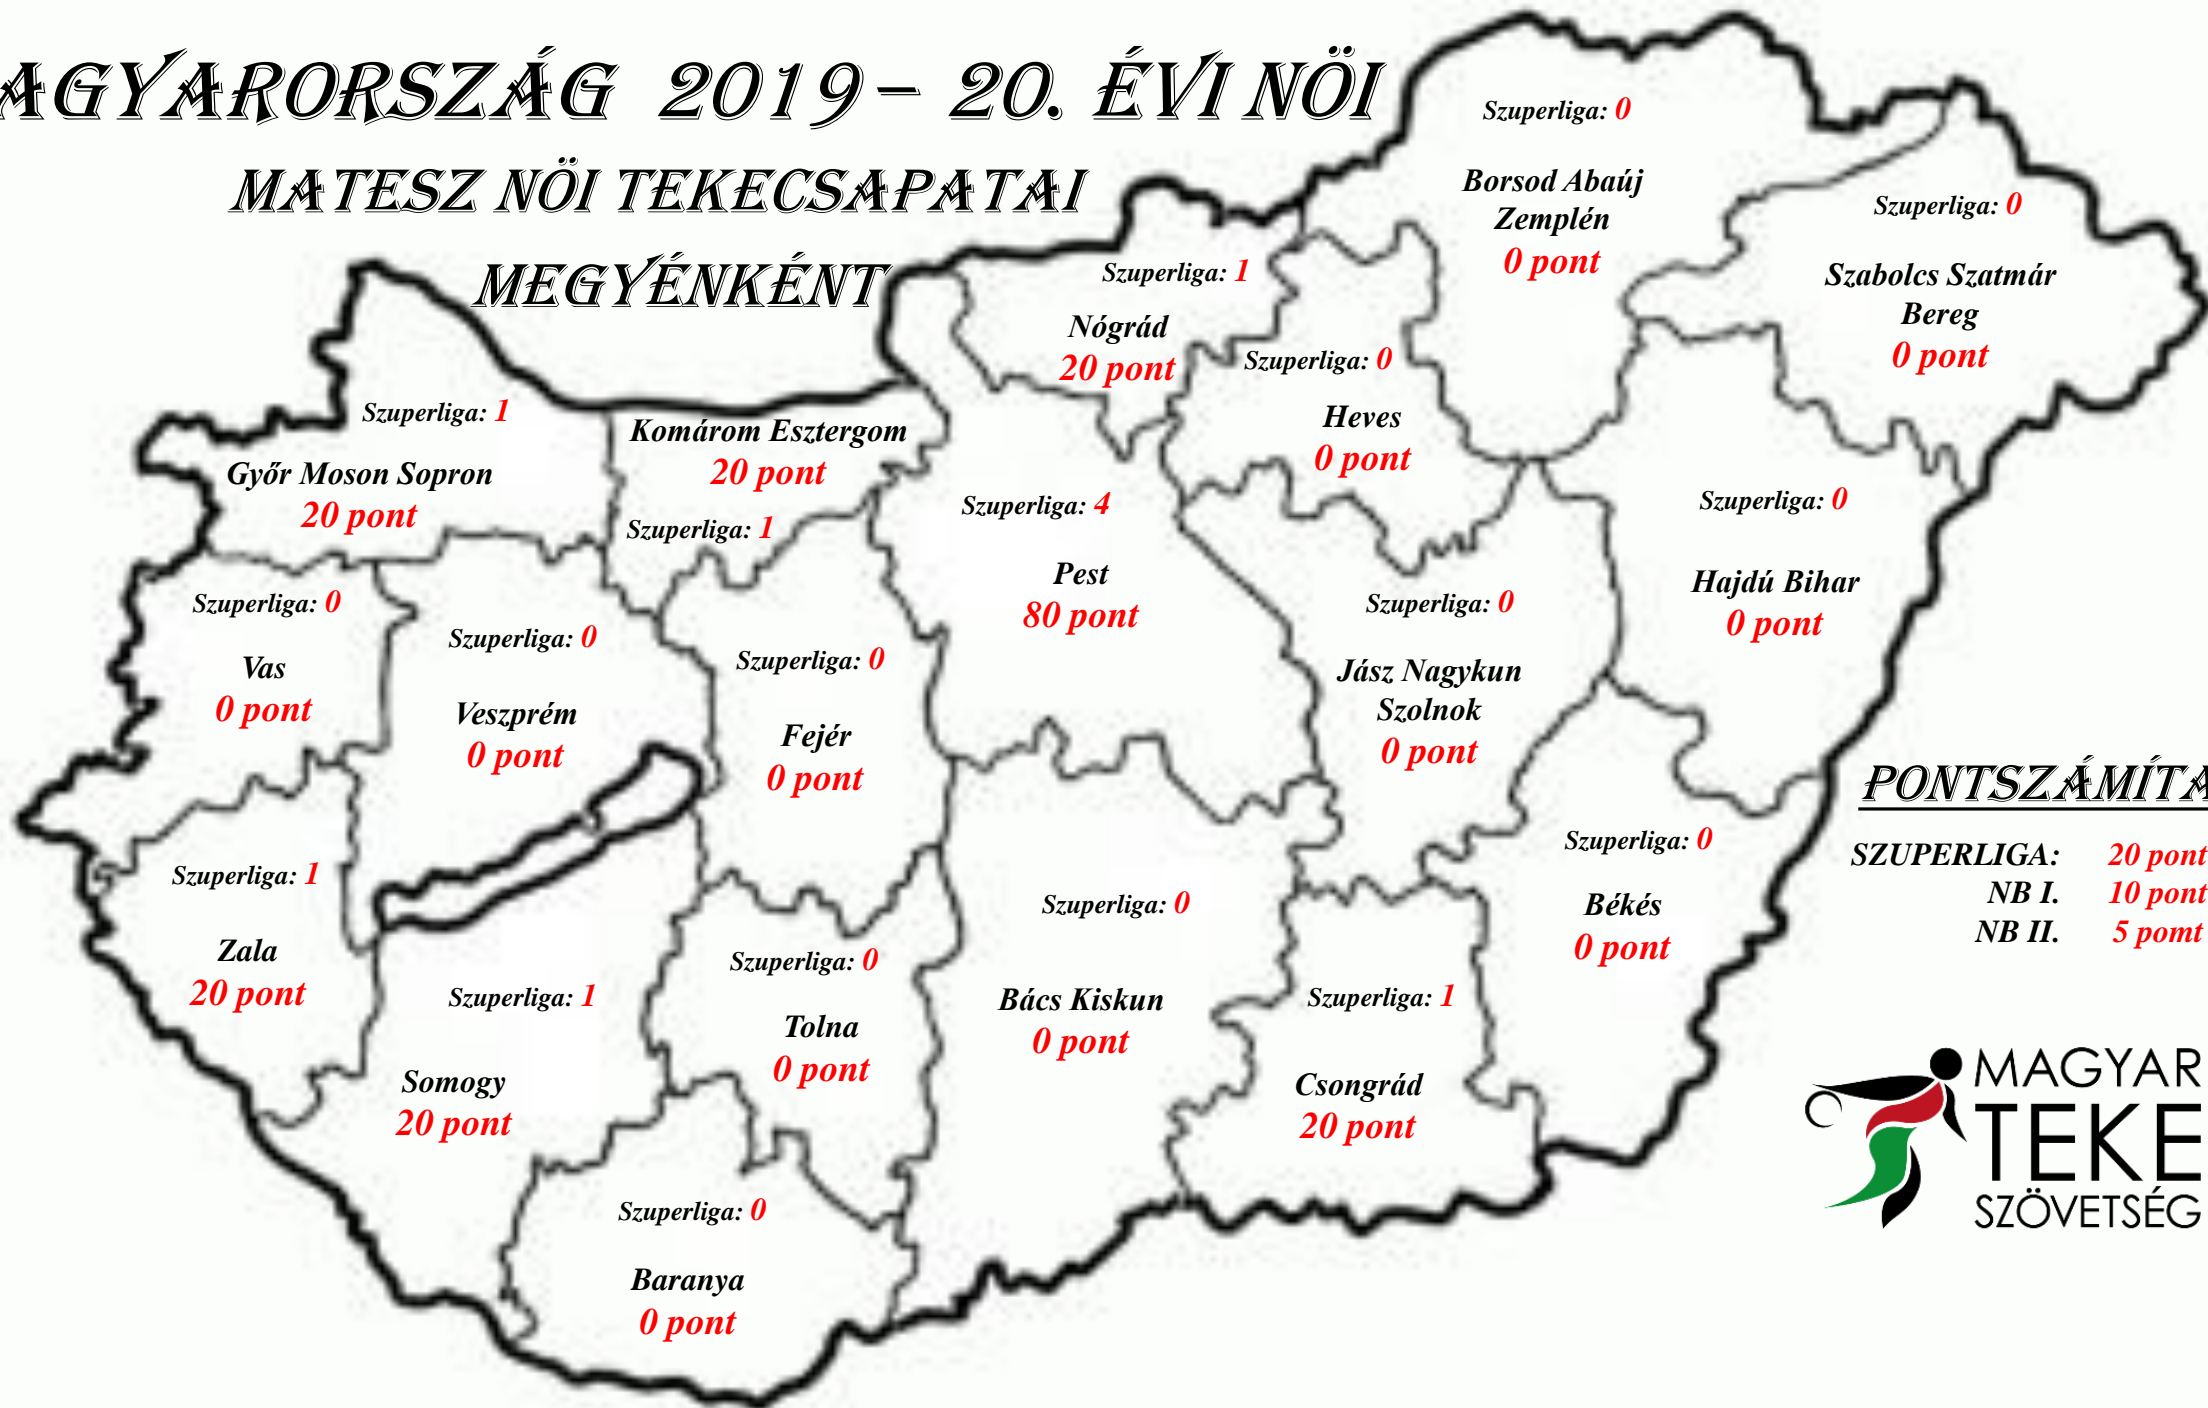 AGYARORSZÁG 2019 – 20. ÉVI NÖI
MATESZ NÖI TEKECSAPATAI
MEGYÉNKÉNT
Szuperliga: 0
Borsod Abaúj
Zemplén
0 pont
Szuperliga: 0
Szabolcs Szatmár
Bereg
0 pont
Szuperliga: 1
Nógrád
20 pont
Szuperliga: 0
Heves
0 pont
Szuperliga: 1
Győr Moson Sopron
20 pont
Komárom Esztergom
20 pont
Szuperliga: 1
Szuperliga: 4
Pest
80 pont
Szuperliga: 0
Hajdú Bihar
0 pont
Szuperliga: 0
Vas
0 pont
Szuperliga: 0
Veszprém
0 pont
Szuperliga: 0
Fejér
0 pont
Szuperliga: 0
Jász Nagykun
Szolnok
0 pont
PONTSZÁMÍTA
SZUPERLIGA: 20 pont
NB I. 10 pont
NB II. 5 pomt
Szuperliga: 0
Békés
0 pont
Szuperliga: 1
Zala
20 pont
Szuperliga: 1
Somogy
20 pont
Szuperliga: 0
Tolna
0 pont
Szuperliga: 0
Bács Kiskun
0 pont
Szuperliga: 1
Csongrád
20 pont
Szuperliga: 0
Baranya
0 pont
MAGYAR
TEKE
SZÖVETSÉG